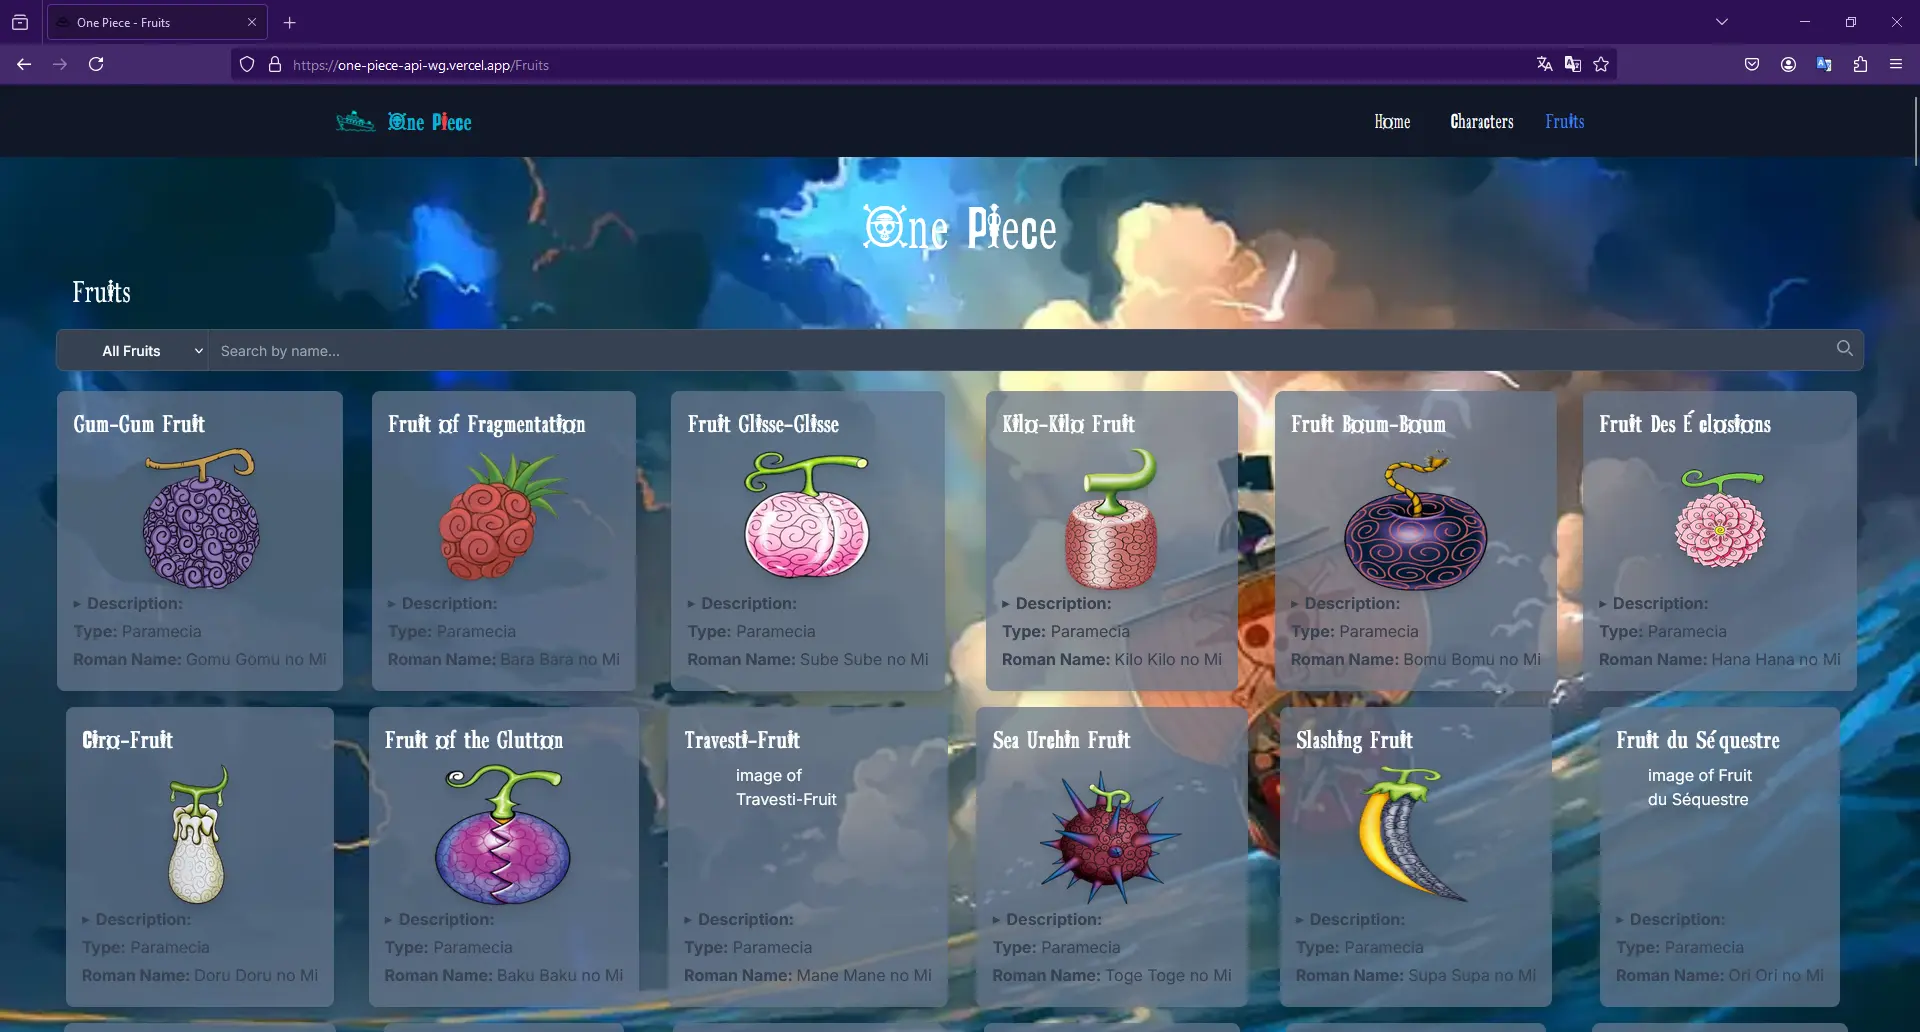 One Piece - Fruits
https://one-piece-api-wg.vercel.app/Fruits
One Piece
Home Characters Fruits
One Piece
Fruits
All Fruits Search by name...
Gum-Gum Fruit
Description:
Type: Paramecia
Roman Name: Gomu Gomu no Mi
Fruit of Fragmentation
Description:
Type: Paramecia
Roman Name: Bara Bara no Mi
Fruit Glisse-Glisse
Description:
Type: Paramecia
Roman Name: Sube Sube no Mi
Kilo-Kilo Fruit
Description:
Type: Paramecia
Roman Name: Kilo Kilo no Mi
Fruit Boum-Boum
Description:
Type: Paramecia
Roman Name: Bomu Bomu no Mi
Fruit Des Éclosions
Description:
Type: Paramecia
Roman Name: Hana Hana no Mi
Ciro-Fruit
Description:
Type: Paramecia
Roman Name: Doru Doru no Mi
Fruit of the Glutton
Description:
Type: Paramecia
Roman Name: Baku Baku no Mi
Travesti-Fruit
image of
Travesti-Fruit
Description:
Type: Paramecia
Roman Name: Mane Mane no Mi
Sea Urchin Fruit
Description:
Type: Paramecia
Roman Name: Toge Toge no Mi
Slashing Fruit
Description:
Type: Paramecia
Roman Name: Supa Supa no Mi
Fruit du Séquestre
image of Fruit
du Séquestre
Description:
Type: Paramecia
Roman Name: Ori Ori no Mi